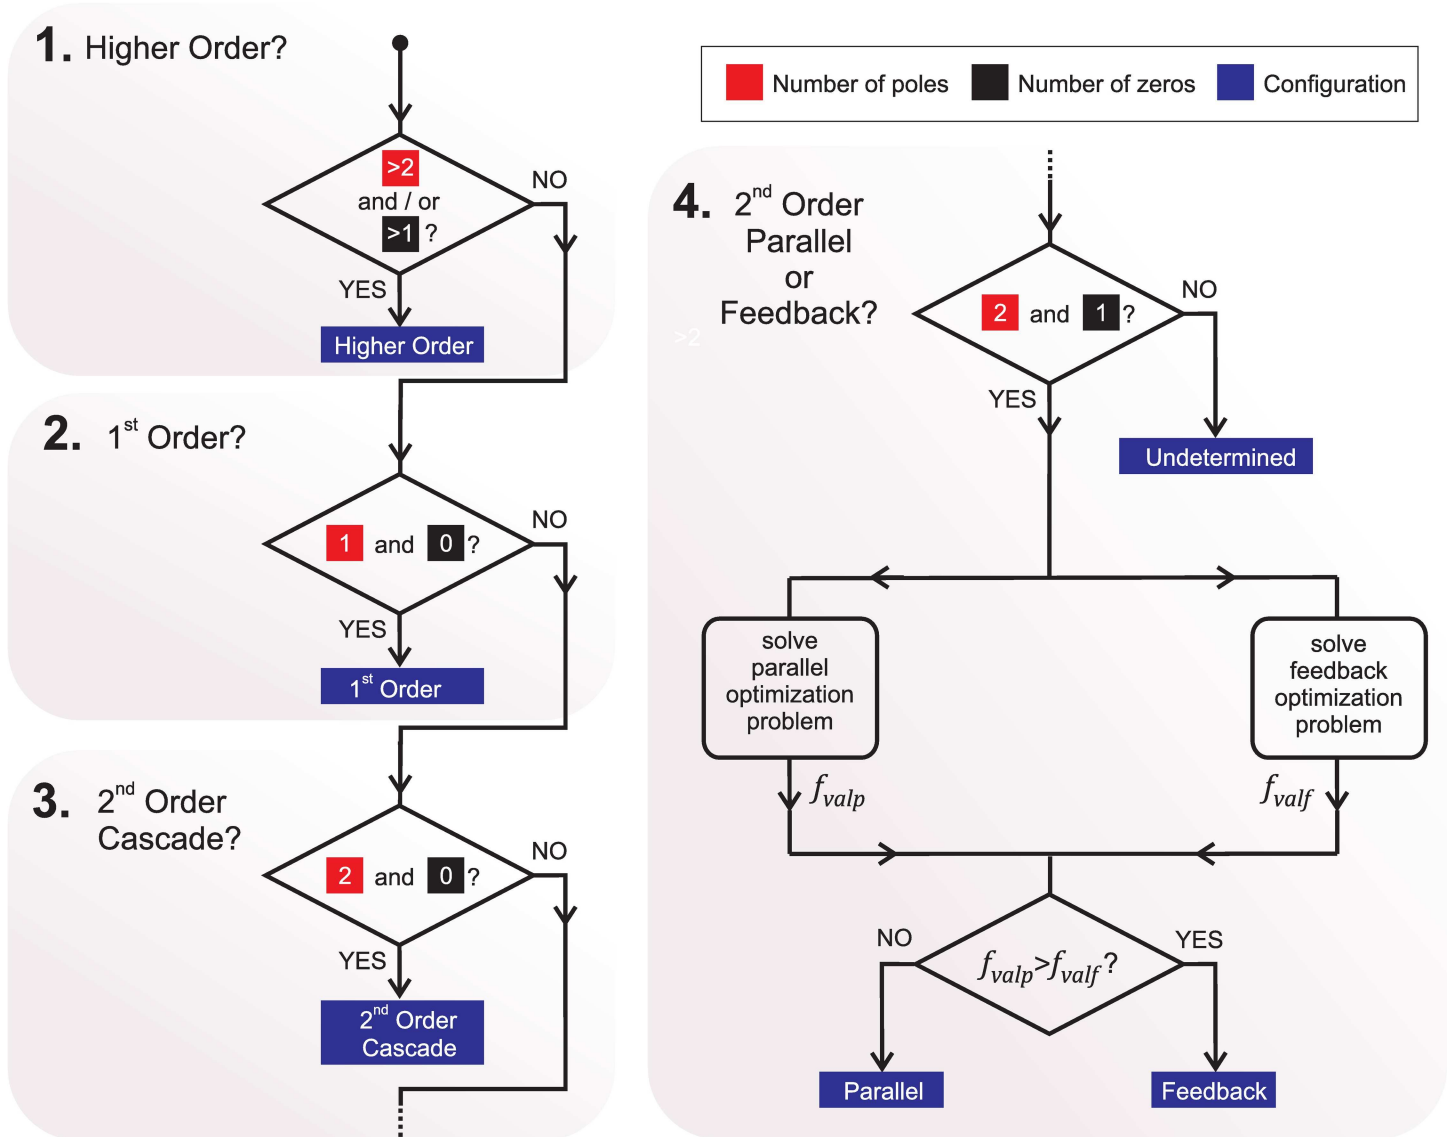 1. Higher Order?
>2
and / or
>1 ?
NO
YES
Higher Order
2. 1st Order?
1 and 0 ?
NO
YES
1st Order
3. 2nd Order
Cascade?
2 and 0 ?
NO
YES
2nd Order
Cascade
Number of poles Number of zeros Configuration
4. 2nd Order
Parallel
or
Feedback?
>2
2 and 1 ?
NO
YES
Undetermined
solve
parallel
optimization
problem
solve
feedback
optimization
problem
fvalp
fvalf
NO
YES
fvalp>fvalf ?
Parallel
Feedback